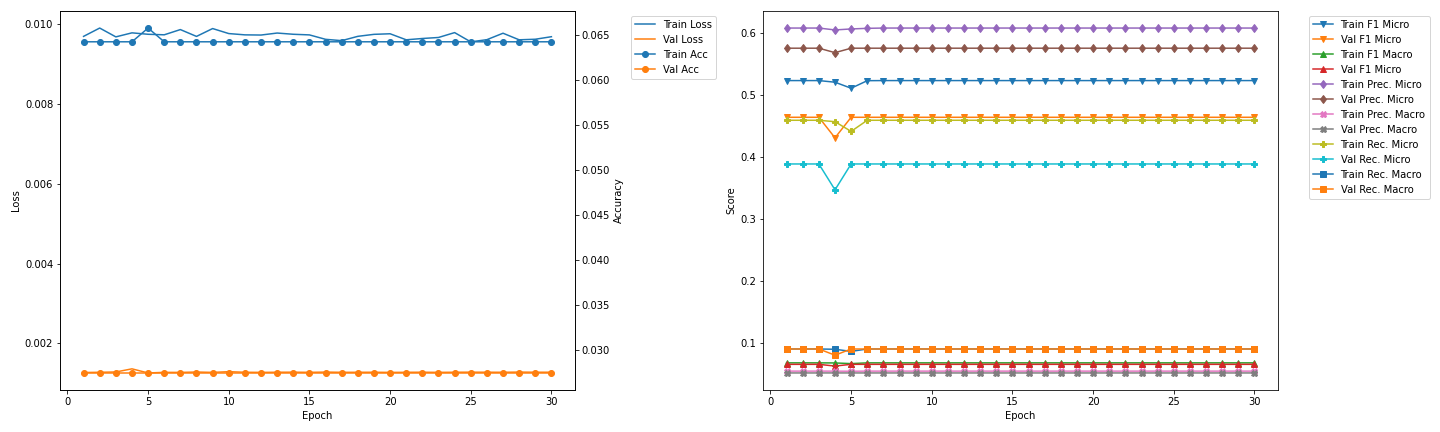 0.010
0.008
0.006
0.004
0.002
Loss
0 5 10 15 20 25 30
Epoch
0.065
0.060
0.055
0.050
0.045
0.040
0.035
0.030
Accuracy
Train Loss
Val Loss
Train Acc
Val Acc
0.6
0.5
0.4
0.3
0.2
0.1
Score
0 5 10 15 20 25 30
Epoch
Train F1 Micro
Val F1 Micro
Train F1 Macro
Val F1 Micro
Train Prec. Micro
Val Prec. Micro
Train Prec. Macro
Val Prec. Macro
Train Rec. Micro
Val Rec. Micro
Train Rec. Macro
Val Rec. Macro